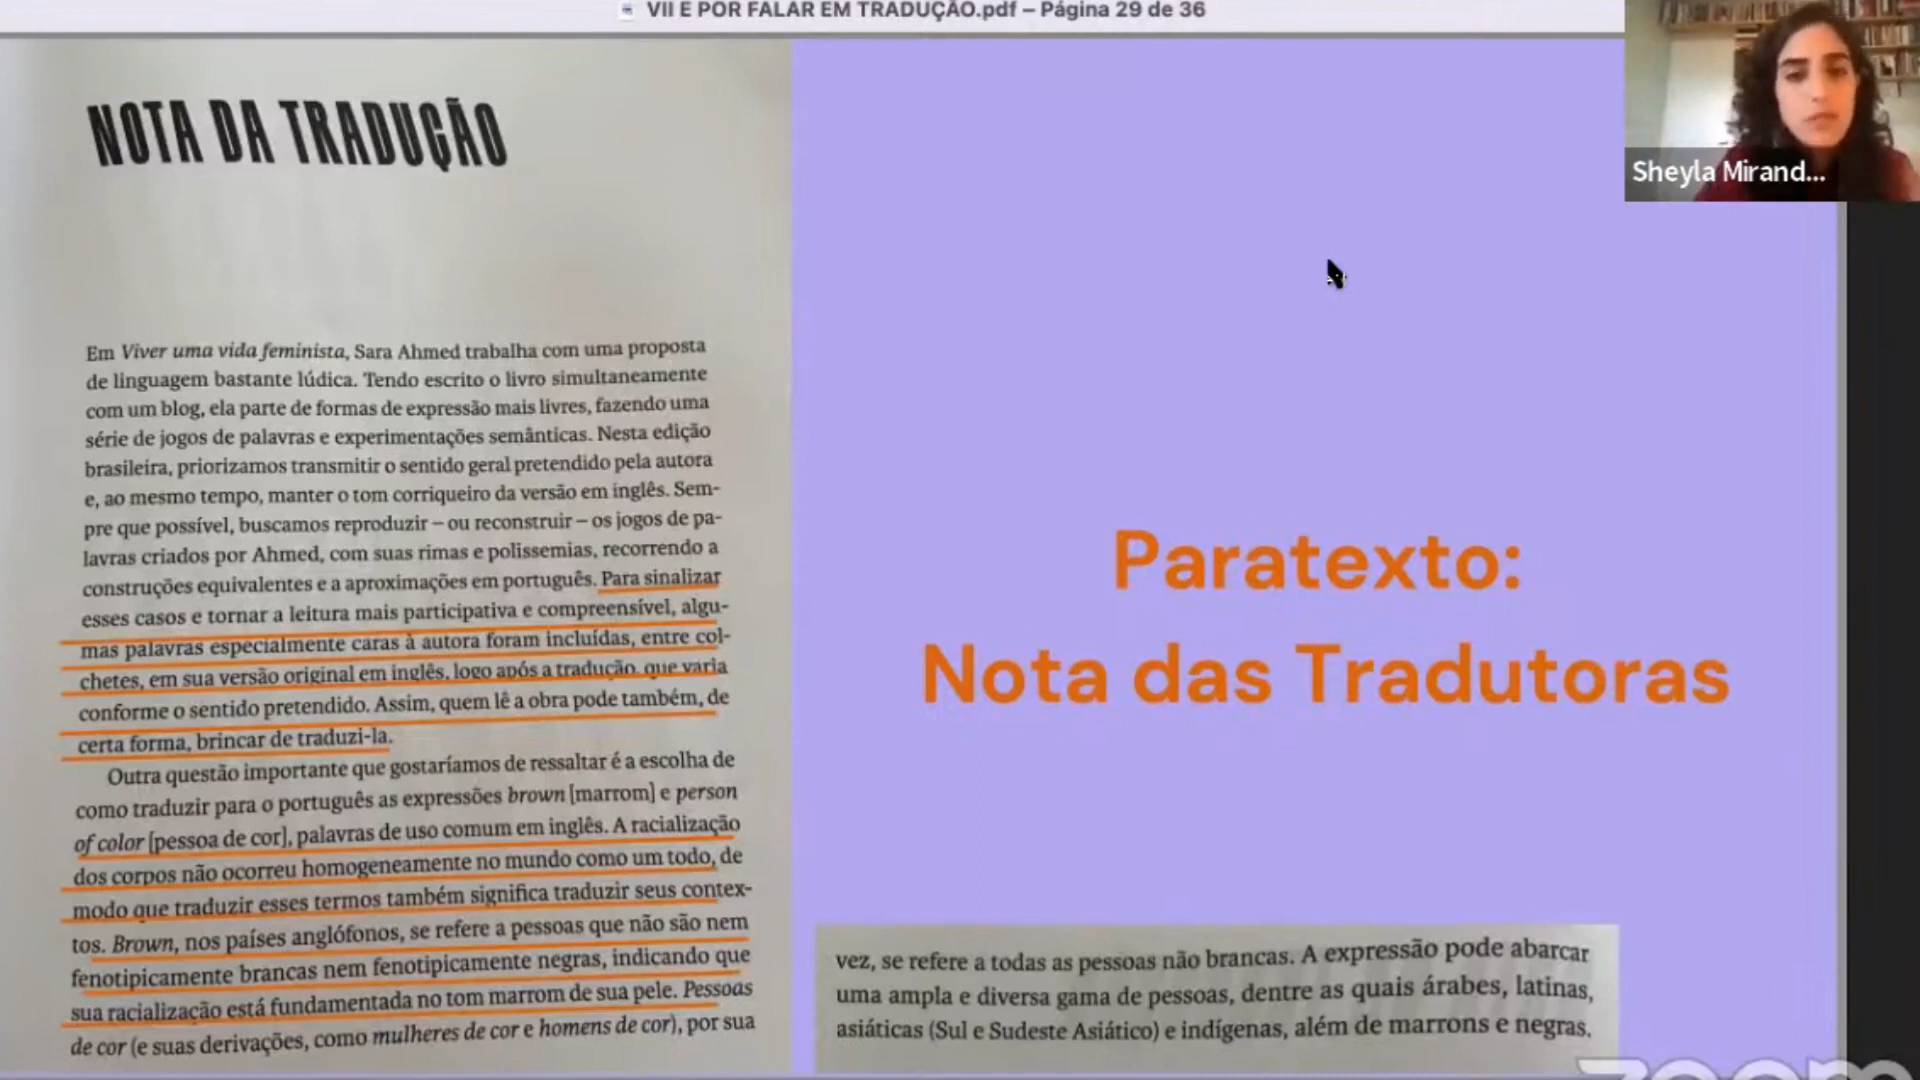 VII E POR FALAR EM TRADUÇÃO.pdf – Página 29 de 36
NOTA DA TRADUÇÃO
Em Viver uma vida feminista, Sara Ahmed trabalha com uma proposta
de linguagem bastante lúdica. Tendo escrito o livro simultaneamente
com um blog, ela parte de formas de expressão mais livres, fazendo uma
série de jogos de palavras e experimentações semânticas. Nesta edição
brasileira, priorizamos transmitir o sentido geral pretendido pela autora
e, ao mesmo tempo, manter o tom corriqueiro da versão em inglês. Sem-
pre que possível, buscamos reproduzir – ou reconstruir – os jogos de pa-
lavras criados por Ahmed, com suas rimas e polissemias, recorrendo a
construções equivalentes e a aproximações em português. Para sinalizar
esses casos e tornar a leitura mais participativa e compreensível, algu-
mas palavras especialmente caras à autora foram incluídas, entre col-
chetes, em sua versão original em inglês, logo após a tradução, que varia
conforme o sentido pretendido. Assim, quem lê a obra pode também, de
certa forma, brincar de traduzi-la.
Outra questão importante que gostaríamos de ressaltar é a escolha de
como traduzir para o português as expressões brown [marrom] e person
of color [pessoa de cor], palavras de uso comum em inglês. A racialização
dos corpos não ocorreu homogeneamente no mundo como um todo, de
modo que traduzir esses termos também significa traduzir seus contex-
tos. Brown, nos países anglófonos, se refere a pessoas que não são nem
fenotipicamente brancas nem fenotipicamente negras, indicando que
sua racialização está fundamentada no tom marrom de sua pele. Pessoas
de cor (e suas derivações, como mulheres de cor e homens de cor), por sua
Paratexto:
Nota das Tradutoras
vez, se refere a todas as pessoas não brancas. A expressão pode abarcar
uma ampla e diversa gama de pessoas, dentre as quais árabes, latinas,
asiáticas (Sul e Sudeste Asiático) e indígenas, além de marrons e negras.
Sheyla Mirand...
zoom